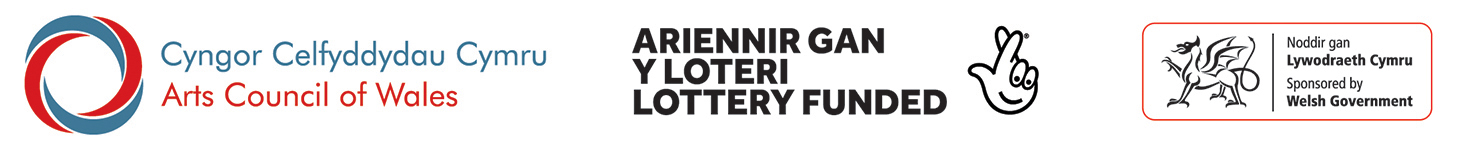 Cyngor Celfyddydau Cymru
Arts Council of Wales
ARIENNIR GAN
Y LOTERI
LOTTERY FUNDED
Noddir gan
Lywodraeth Cymru
Sponsored by
Welsh Government